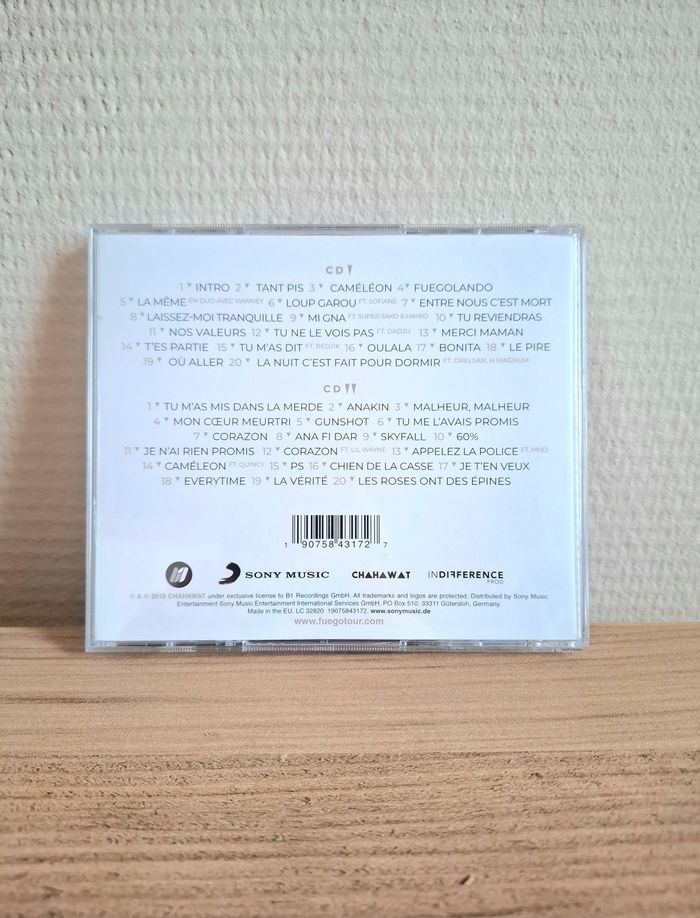 CD I
1 INTRO 2 TANT PIS 3 CAMÉLÉON 4 FUEGOLANDO
5 LA MÊME EN DUO AVEC VIANNEY 6 LOUP GAROU FT. SOFIANE 7 ENTRE NOUS C'EST MORT
8 LAISSEZ-MOI TRANQUILLE 9 MI GNA FT. SUPER SAKO & HAYKO 10 TU REVIENDRAS
11 NOS VALEURS 12 TU NE LE VOIS PAS FT. DADJU 13 MERCI MAMAN
14 T'ES PARTIE 15 TU M'AS DIT FT. BEDJIK 16 OULALA 17 BONITA 18 LE PIRE
19 OÙ ALLER 20 LA NUIT C'EST FAIT POUR DORMIR FT. ORELSAN, H MAGNUM
CD II
1 TU M'AS MIS DANS LA MERDE 2 ANAKIN 3 MALHEUR, MALHEUR
4 MON CŒUR MEURTRI 5 GUNSHOT 6 TU ME L'AVAIS PROMIS
7 CORAZON 8 ANA FI DAR 9 SKYFALL 10 60%
11 JE N'AI RIEN PROMIS 12 CORAZON FT. LIL WAYNE 13 APPELEZ LA POLICE FT. MHD
14 CAMÉLEON FT. QUINCY 15 PS 16 CHIEN DE LA CASSE 17 JE T'EN VEUX
18 EVERYTIME 19 LA VÉRITÉ 20 LES ROSES ONT DES ÉPINES
1 90758 43172 7
SONY MUSIC CHAHAWAT INDIFFERENCE PROD
℗ & © 2018 CHAHAWAT under exclusive license to B1 Recordings GmbH. All trademarks and logos are protected. Distributed by Sony Music
Entertainment Sony Music Entertainment International Services GmbH, PO Box 510, 33311 Gütersloh, Germany.
Made in the EU. LC 32820 19075843172. www.sonymusic.de
www.fuegotour.com